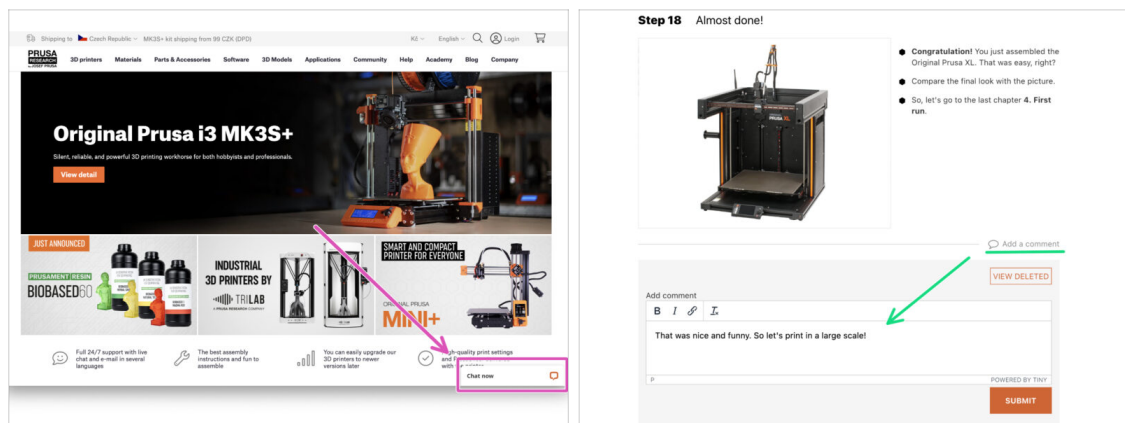 Shipping to Czech Republic MK3S+ kit shipping from 99 CZK (DPD) Kč English Login
PRUSA
RESEARCH
by JOSEF PRUSA
3D printers Materials Parts & Accessories Software 3D Models Applications Community Help Academy Blog Company
Original Prusa i3 MK3S+
Silent, reliable, and powerful 3D printing workhorse for both hobbyists and professionals.
View detail
JUST ANNOUNCED
PRUSAMENT RESIN
BIOBASED60
INDUSTRIAL
3D PRINTERS BY
TRILAB
A PRUSA RESEARCH COMPANY
SMART AND COMPACT
PRINTER FOR EVERYONE
ORIGINAL PRUSA
MINI+
Full 24/7 support with live
chat and e-mail in several
languages
The best assembly
instructions and fun to
assemble
You can easily upgrade our
3D printers to newer
versions later
High-quality print settings
and
with
Chat now
Step 18 Almost done!
Congratulation! You just assembled the
Original Prusa XL. That was easy, right?
Compare the final look with the picture.
So, let's go to the last chapter 4. First
run.
PRUSA XL
Add a comment
VIEW DELETED
Add comment
B I
That was nice and funny. So let's print in a large scale!
P POWERED BY TINY
SUBMIT